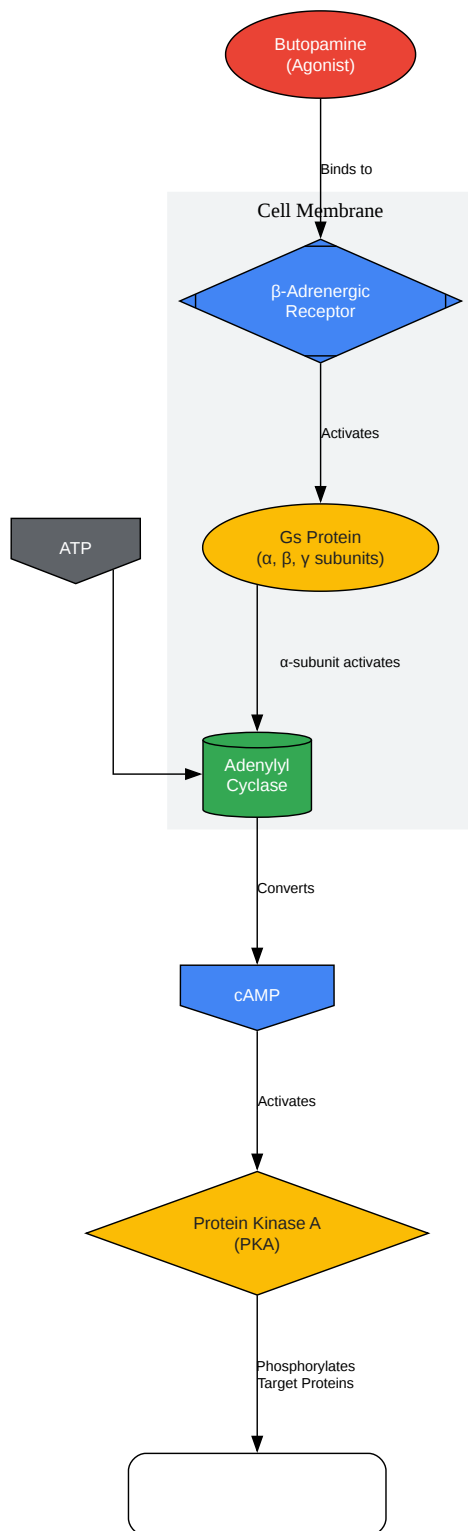 Butopamine
(Agonist)
Binds to
Cell Membrane
β-Adrenergic
Receptor
Activates
Gs Protein
(α, β, γ subunits)
ATP
α-subunit activates
Adenylyl
Cyclase
Converts
cAMP
Activates
Protein Kinase A
(PKA)
Phosphorylates
Target Proteins